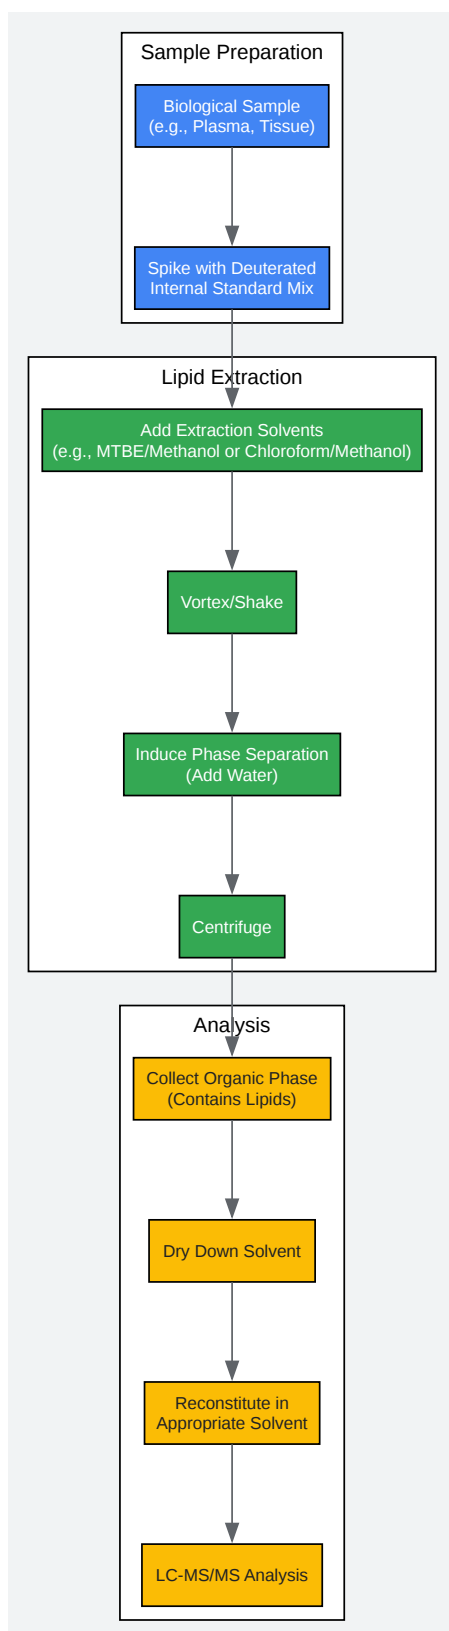 Sample Preparation
Biological Sample
(e.g., Plasma, Tissue)
Spike with Deuterated
Internal Standard Mix
Lipid Extraction
Add Extraction Solvents
(e.g., MTBE/Methanol or Chloroform/Methanol)
Vortex/Shake
Induce Phase Separation
(Add Water)
Centrifuge
Analysis
Collect Organic Phase
(Contains Lipids)
Dry Down Solvent
Reconstitute in
Appropriate Solvent
LC-MS/MS Analysis